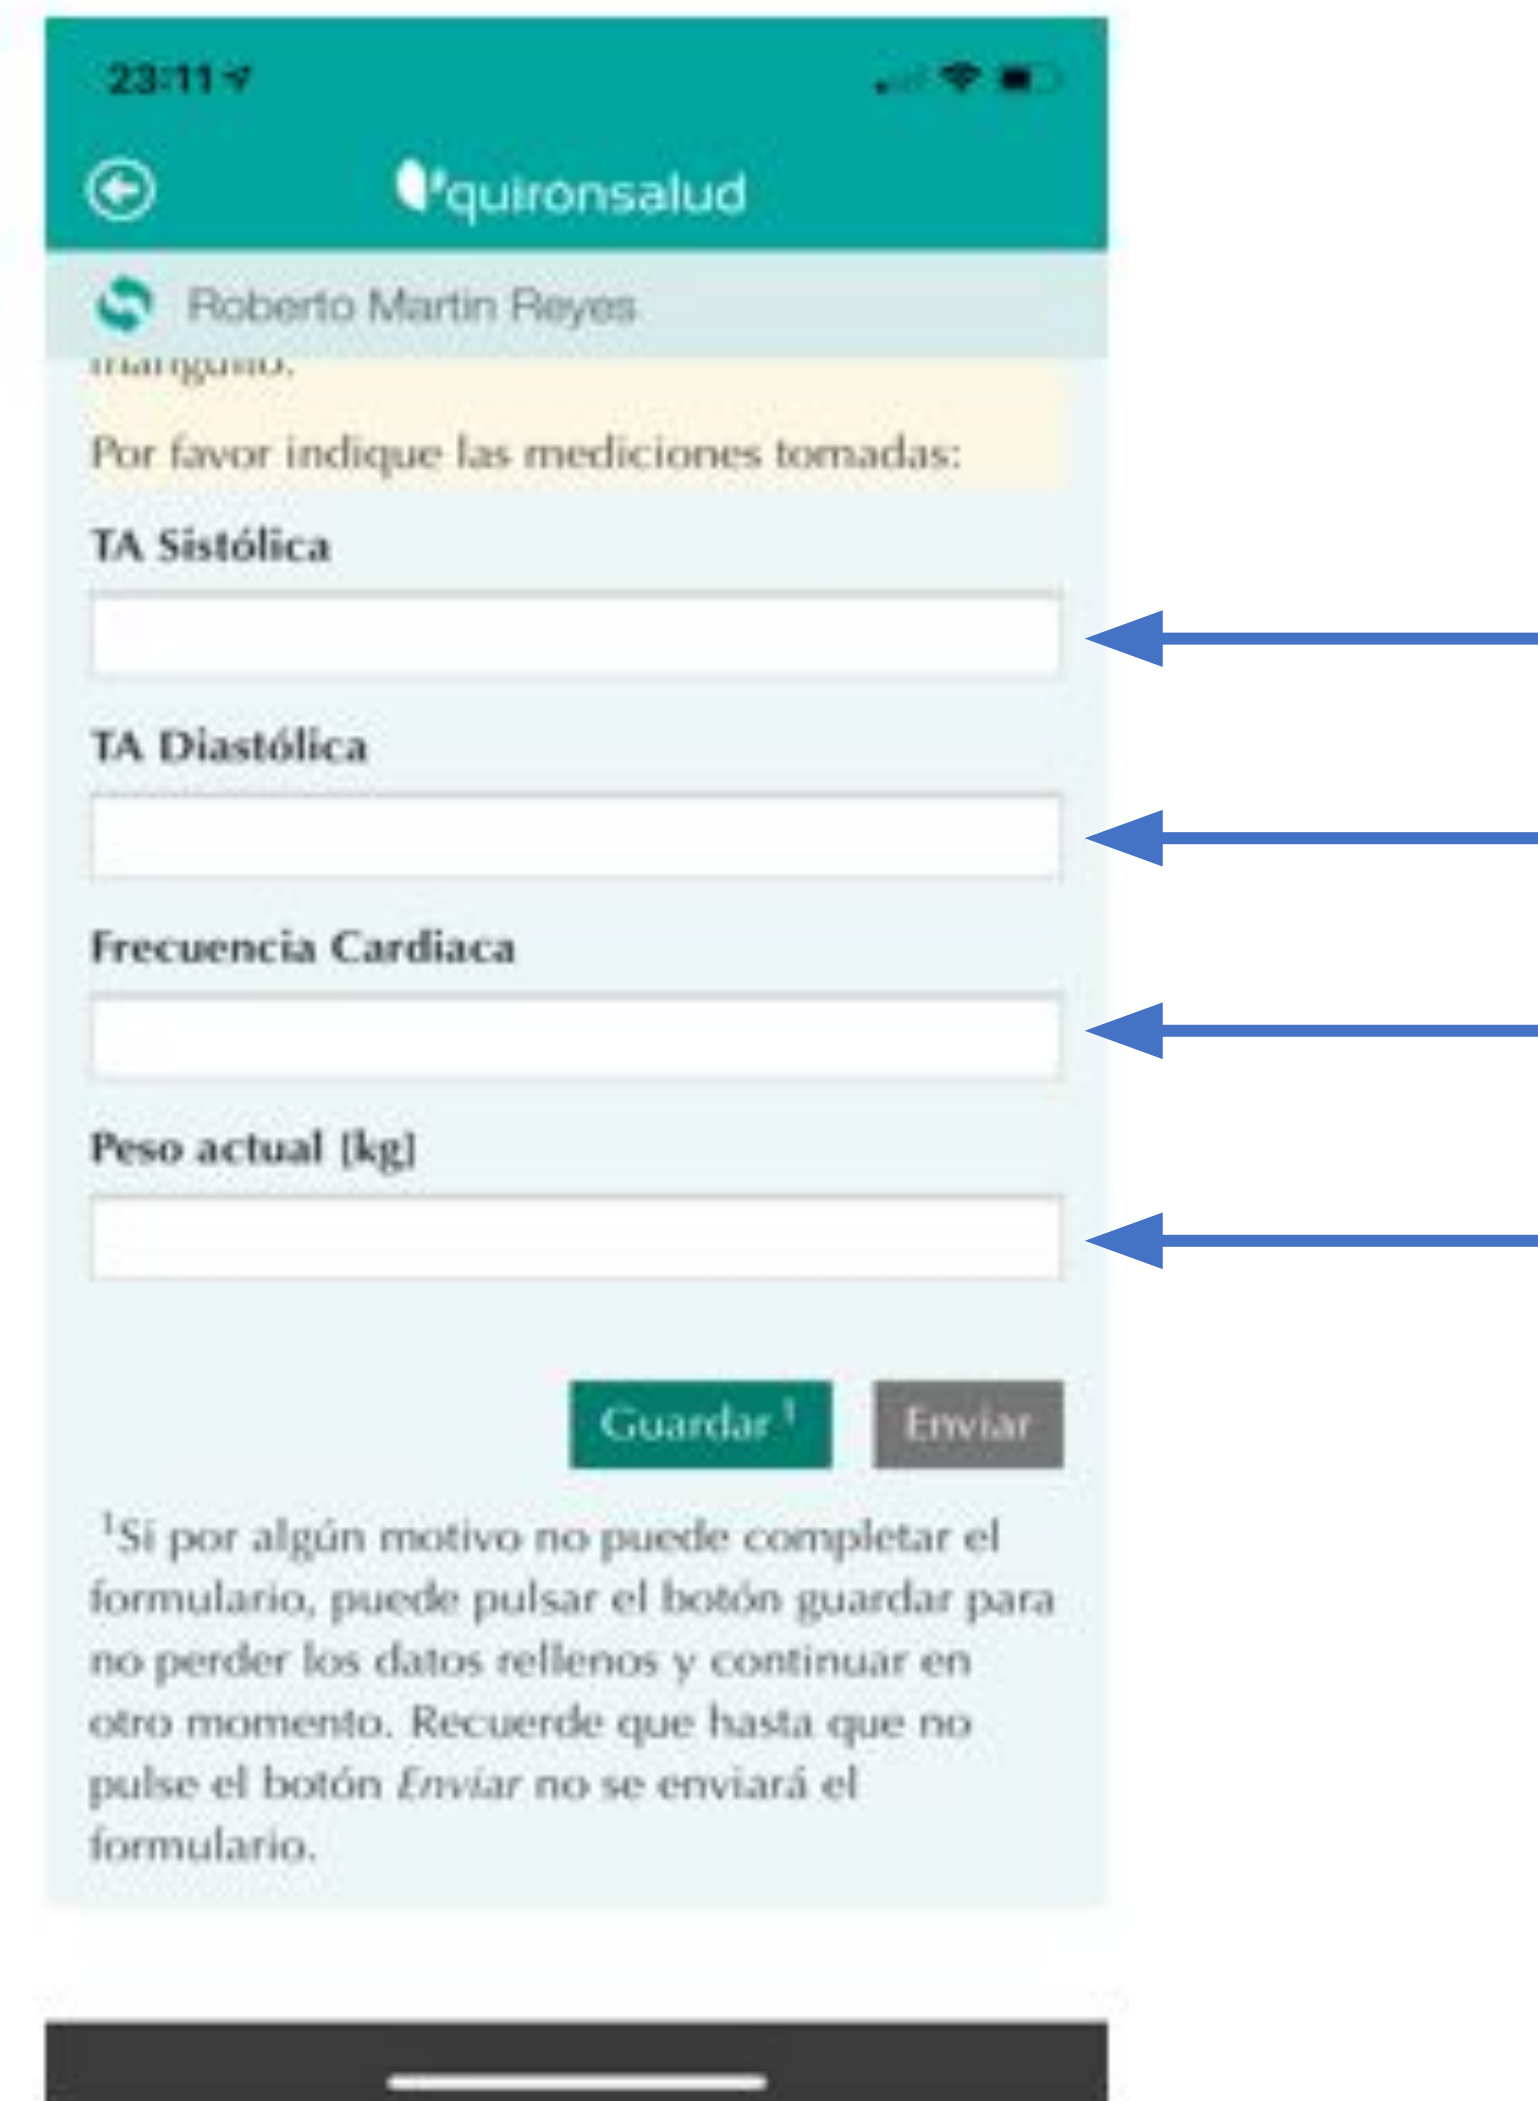 23:11
quirónsalud
Roberto Martin Reyes
manguito.
Por favor indique las mediciones tomadas:
TA Sistólica
TA Diastólica
Frecuencia Cardiaca
Peso actual [kg]
Guardar ¹ Enviar
¹Si por algún motivo no puede completar el
formulario, puede pulsar el botón guardar para
no perder los datos rellenos y continuar en
otro momento. Recuerde que hasta que no
pulse el botón Enviar no se enviará el
formulario.